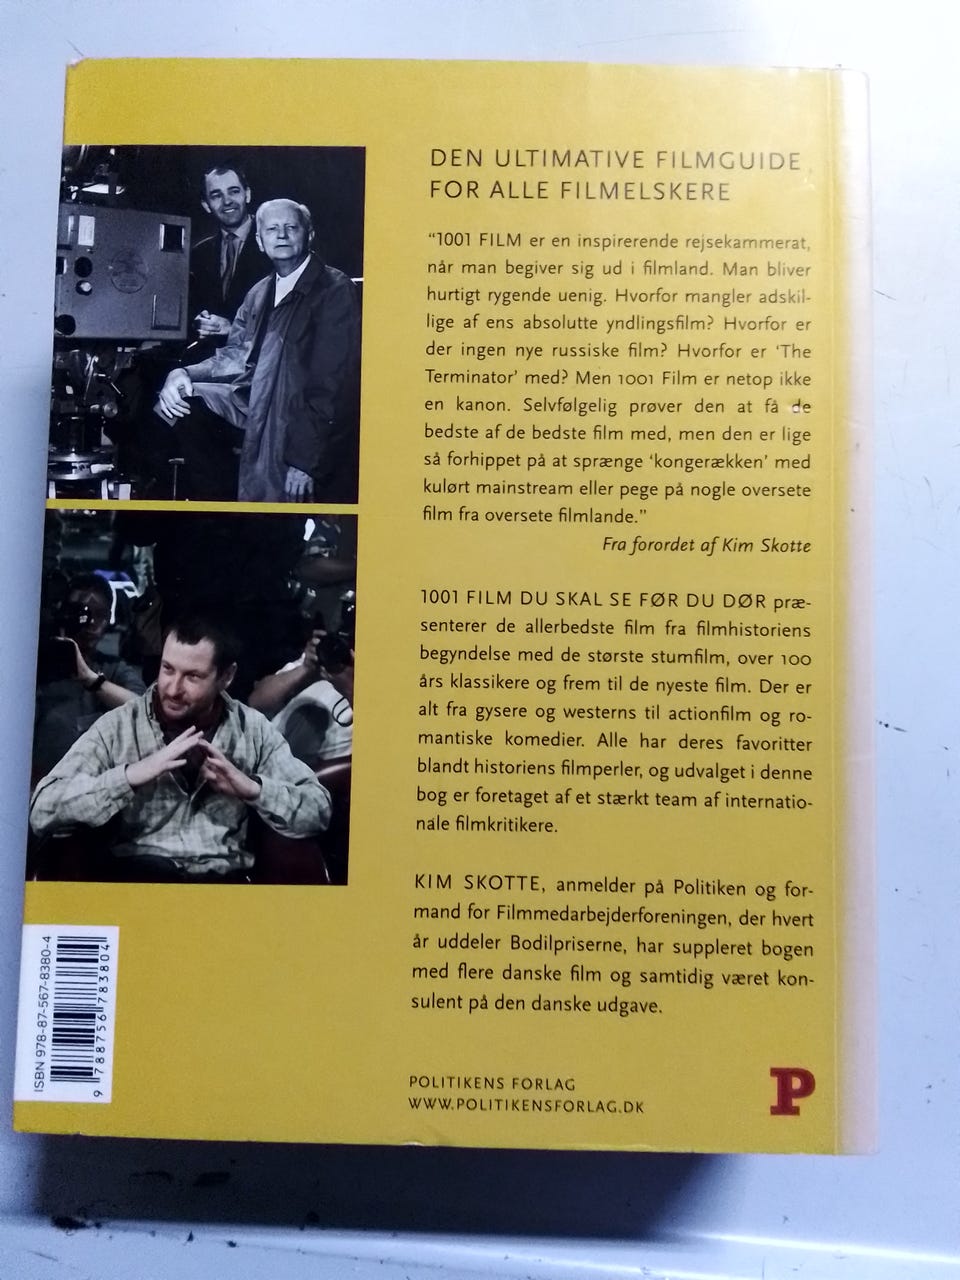 DEN ULTIMATIVE FILMGUIDE
FOR ALLE FILMELSKERE
“1001 FILM er en inspirerende rejsekammerat,
når man begiver sig ud i filmland. Man bliver
hurtigt rygende uenig. Hvorfor mangler adskil-
lige af ens absolutte yndlingsfilm? Hvorfor er
der ingen nye russiske film? Hvorfor er ‘The
Terminator’ med? Men 1001 Film er netop ikke
en kanon. Selvfølgelig prøver den at få de
bedste af de bedste film med, men den er lige
så forhippet på at sprænge ‘kongerækken’ med
kulørt mainstream eller pege på nogle oversete
film fra oversete filmlande.”
Fra forordet af Kim Skotte
1001 FILM DU SKAL SE FØR DU DØR præ-
senterer de allerbedste film fra filmhistoriens
begyndelse med de største stumfilm, over 100
års klassikere og frem til de nyeste film. Der er
alt fra gysere og westerns til actionfilm og ro-
mantiske komedier. Alle har deres favoritter
blandt historiens filmperler, og udvalget i denne
bog er foretaget af et stærkt team af internatio-
nale filmkritikere.
KIM SKOTTE, anmelder på Politiken og for-
mand for Filmmedarbejderforeningen, der hvert
år uddeler Bodilpriserne, har suppleret bogen
med flere danske film og samtidig været kon-
sulent på den danske udgave.
ISBN 978-87-567-8380-4
9 788756 783804
POLITIKENS FORLAG
WWW.POLITIKENSFORLAG.DK
P